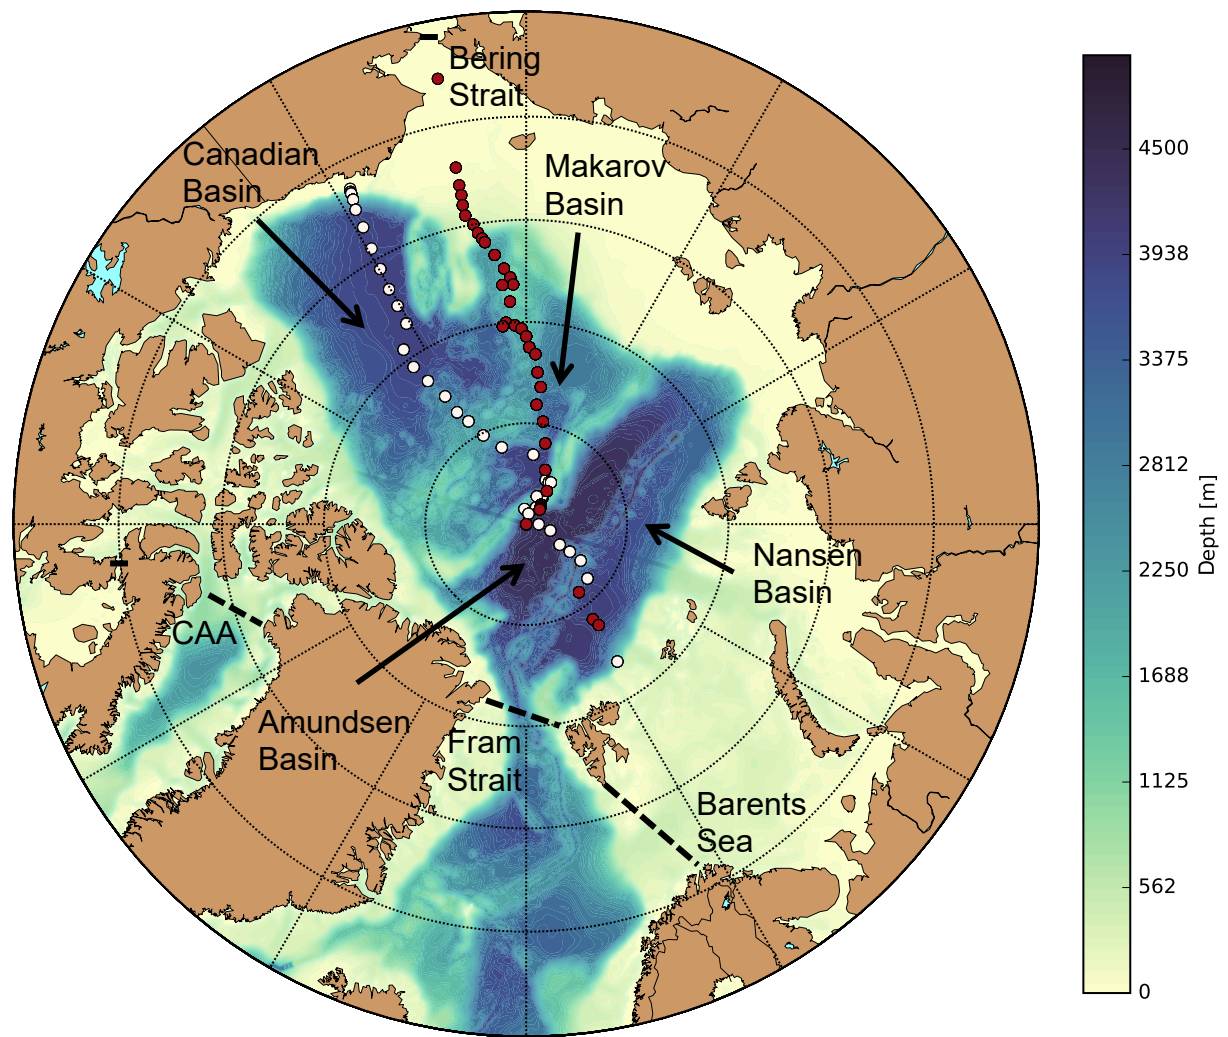 Bering
Strait
Canadian
Basin
Makarov
Basin
Nansen
Basin
CAA
Amundsen
Basin
Fram
Strait
Barents
Sea
4500
3938
3375
2812
2250
1688
1125
562
0
Depth [m]